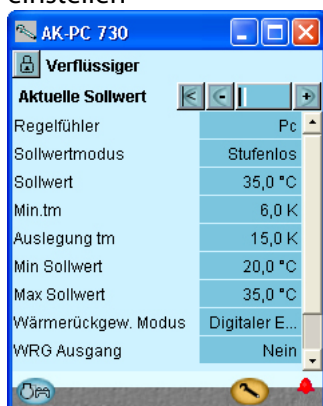 einstellen
AK-PC 730
Verflüssiger
Aktuelle Sollwert
Regelfühler Pc
Sollwertmodus Stufenlos
Sollwert 35,0 °C
Min.tm 6,0 K
Auslegung tm 15,0 K
Min Sollwert 20,0 °C
Max Sollwert 35,0 °C
Wärmerückgew. Modus Digitaler E...
WRG Ausgang Nein